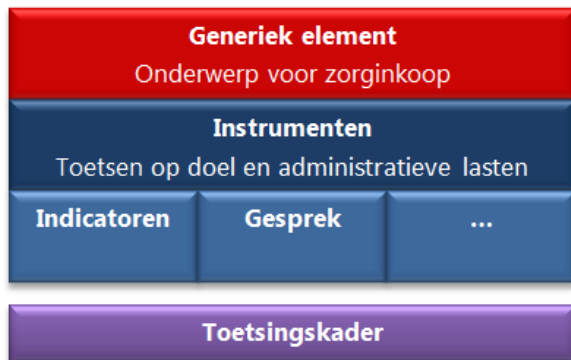 Generiek element
Onderwerp voor zorginkoop
Instrumenten
Toetsen op doel en administratieve lasten
Indicatoren
Gesprek
...
Toetsingskader